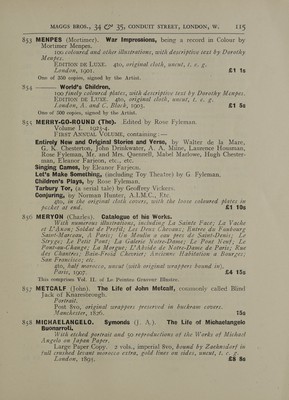 MAGGS BROS., 34 & 35, CONDUIT STREET, LONDON, W. 115
853 MENPES (Mortimer). War Impressions, being a record in Colour by
Mortimer Menpes.
100 coloured and other illustrations, with descriptive text by Dorothy
Menpes.
EDITION DE LUXE. 4to, original cloth, uncut, t. e. g.
London, 1901. £1 1s
One of 350 copies, signed by the Artist.
854 ——— World's Children.
100 finely coloured plates, with descriptive text by Dorothy Menpes.
EDITION DE LUXE. 4to, original cloth, uncut, t. e. g.
London, A. and C. Black, 1903. £1 5s
One of 500 copies, signed by the Artist.
855 MERRY-GO-ROUND (The). Edited by Rose Fyleman.
Volume 1. 1923-4.
FIRST ANNUAL VOLUME, containing:—
Entirely New and Original Stories and Verse, by Walter de la Mare,
G. K. Chesterton, John Drinkwater, A. A. Milne, Laurence Housman,
Rose Fyleman, Mr. and Mrs. Quennell, Mabel Marlowe, Hugh Chester-
man, Eleanor Farjeon, etc., etc.
Singing Games, by Eleanor Farjeon.
Let's Make Something, (including Toy Theatre) by G. Fyleman.
Children's Plays, by Rose Fyleman.
Tarbury Tor, (a serial tale) by Geoffrey Vickers.
Conjuring, by Norman Hunter, A.I.M.C., Etc.
4to, in the original cloth covers, with the loose coloured plates in
pocket at end. £1 10s
856 MERYON (Charles). Catalogue of his Works.
With numerous illustrations, including La Sainte Face; La Vache
et L'Anon; Soldat de Profil; Les Deux Chevaux; Entree du Faubourg
Saint-Marceau, A Paris; Un Moulin a eau pres de Saint-Denis; Le
Stryge; Le Petit Pont; La Galerie Notre-Dame; Le Pont Neuf; Le
Pont-au-Change; La Morgue; L'Abside de Notre-Dame de Paris; Rue
des Chantres; Bain-Froid Chevrier; Ancienne Habitation a Bourges;
San Francisco; etc.
4to, half morocco, uncut (with original wrappers bound in).
Paris, 1907. £4 15s
This comprises Vol. II. of Le Peintre Graveur Illustre.
857 METCALF (John). The Life of John Metcalf, commonly called Blind
Jack of Knaresbrough.
Portrait.
Post 8vo, original wrappers preserved in buckram covers.
Manchester, 1836. 15s
858 MICHAELANGELO. Symonds (J. A.). The Life of Michaelangelo
Buonarroti.
With etched portrait and 50 reproductions of the Works of Michael
Angelo on Japan Paper.
Large Paper Copy. 2 vols., imperial 8vo, bound by Zaehnsdorf in
full crushed levant morocco extra, gold lines on sides, uncut, t. e. g.
London, 1893. £8 8s